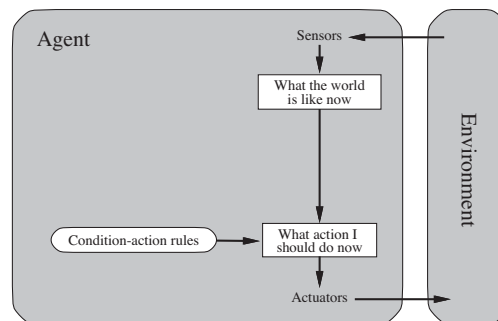 Agent
Sensors
What the world
is like now
Environment
Condition-action rules
What action I
should do now
Actuators